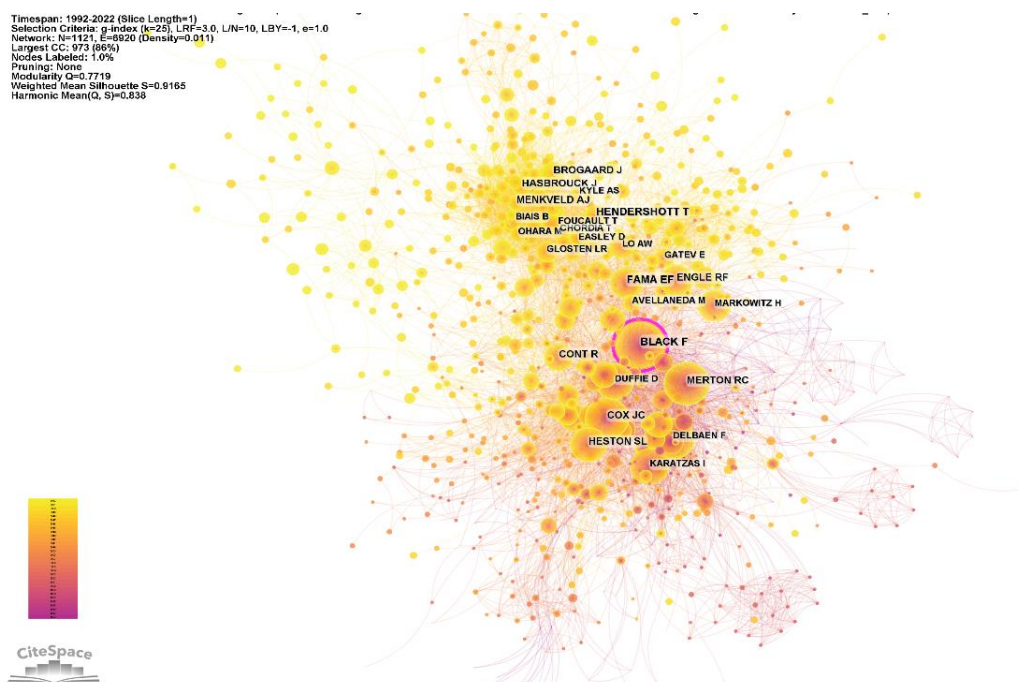 Timespan: 1992-2022 (Slice Length=1)
Selection Criteria: g-index (k=25), LRF=3.0, L/N=10, LBY=-1, e=1.0
Network: N=1121, E=6920 (Density=0.011)
Largest CC: 973 (86%)
Nodes Labeled: 1.0%
Pruning: None
Modularity Q=0.7719
Weighted Mean Silhouette S=0.9165
Harmonic Mean(Q, S)=0.838
BROGAARD J
HASBROUCK J
KYLE AS
MENKVELD AJ
HENDERSHOTT T
BIAIS B
FOUCAULT T
CHORDIA T
OHARA M
EASLEY D
LO AW
GLOSTEN LR
GATEV E
FAMA EF
ENGLE RF
AVELLANEDA M
MARKOWITZ H
BLACK F
CONT R
DUFFIE D
MERTON RC
COX JC
HESTON SL
DELBAEN F
KARATZAS I
CiteSpace